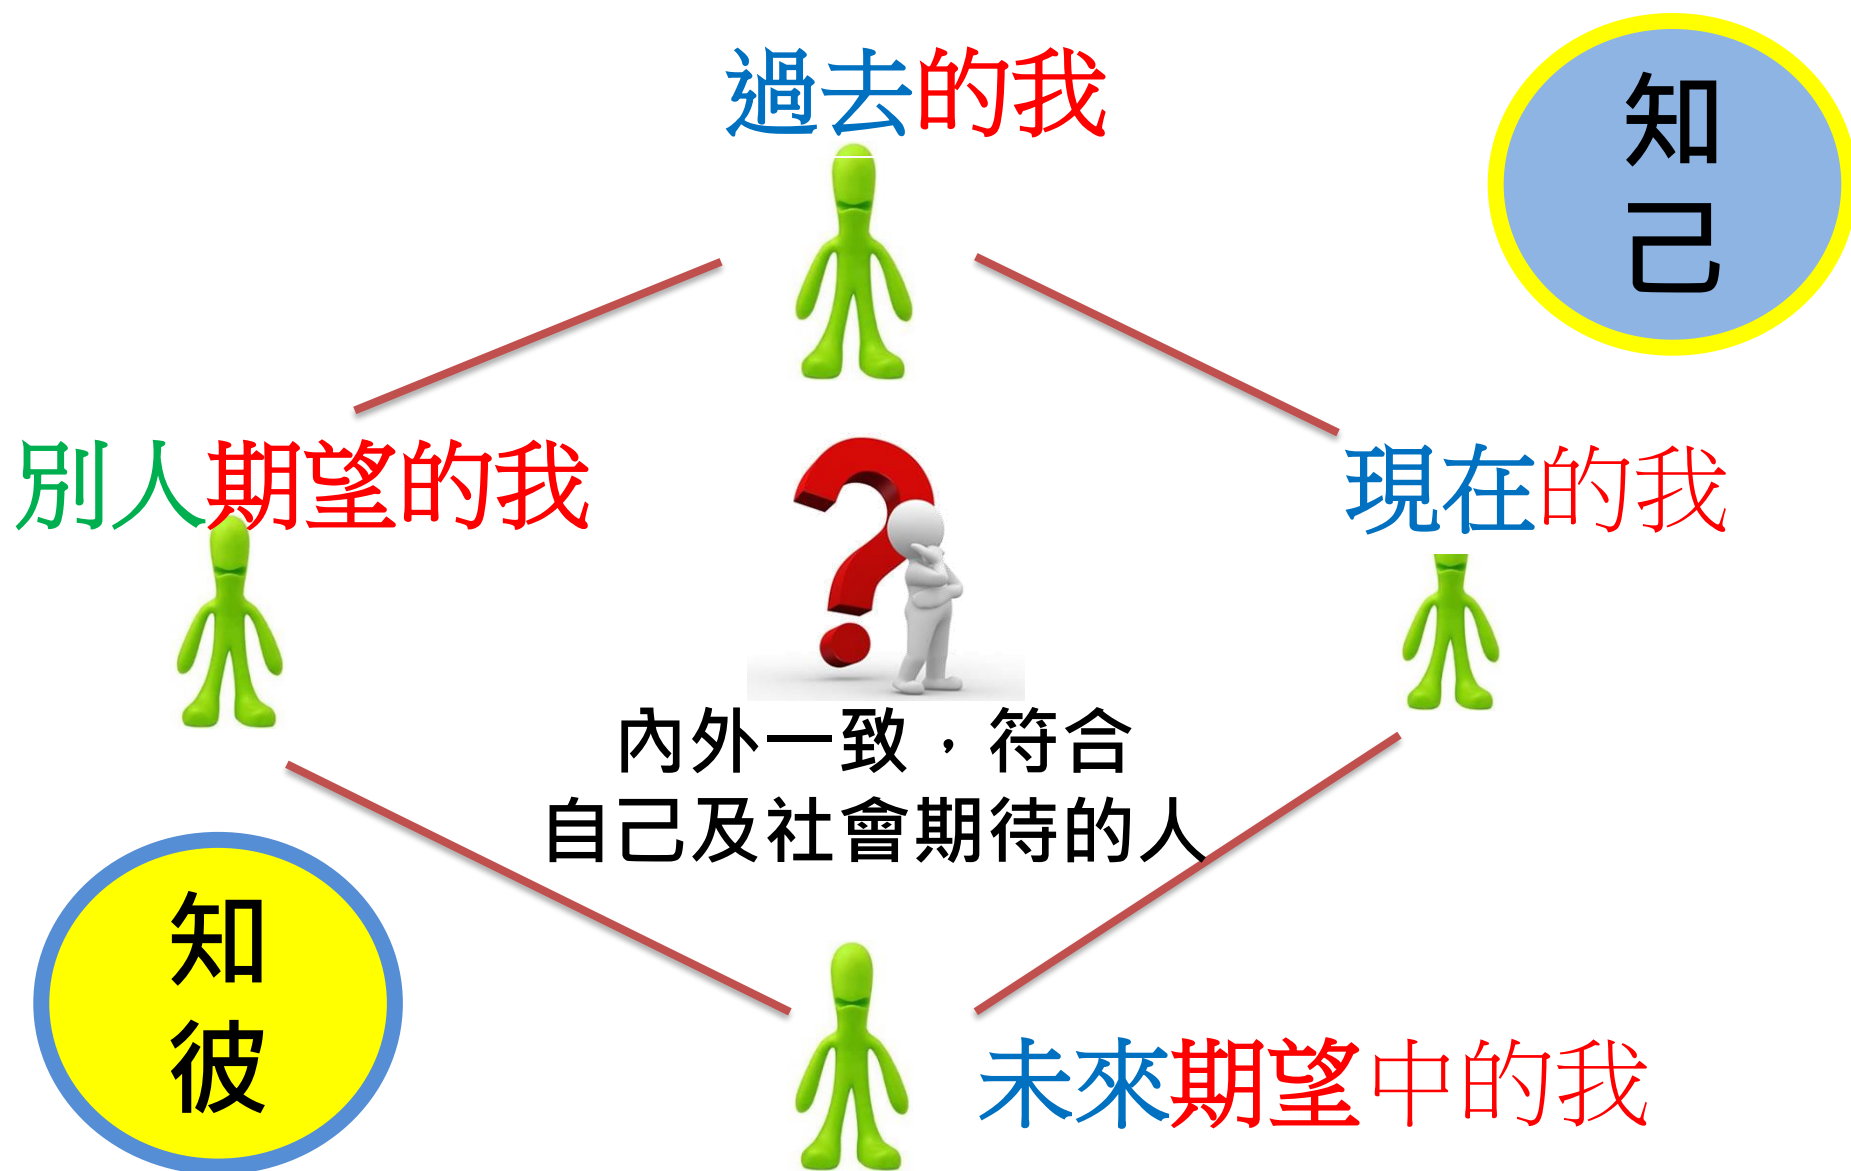 過去的我
知
己
別人期望的我
現在的我
內外一致，符合
自己及社會期待的人
知
彼
未來期望中的我